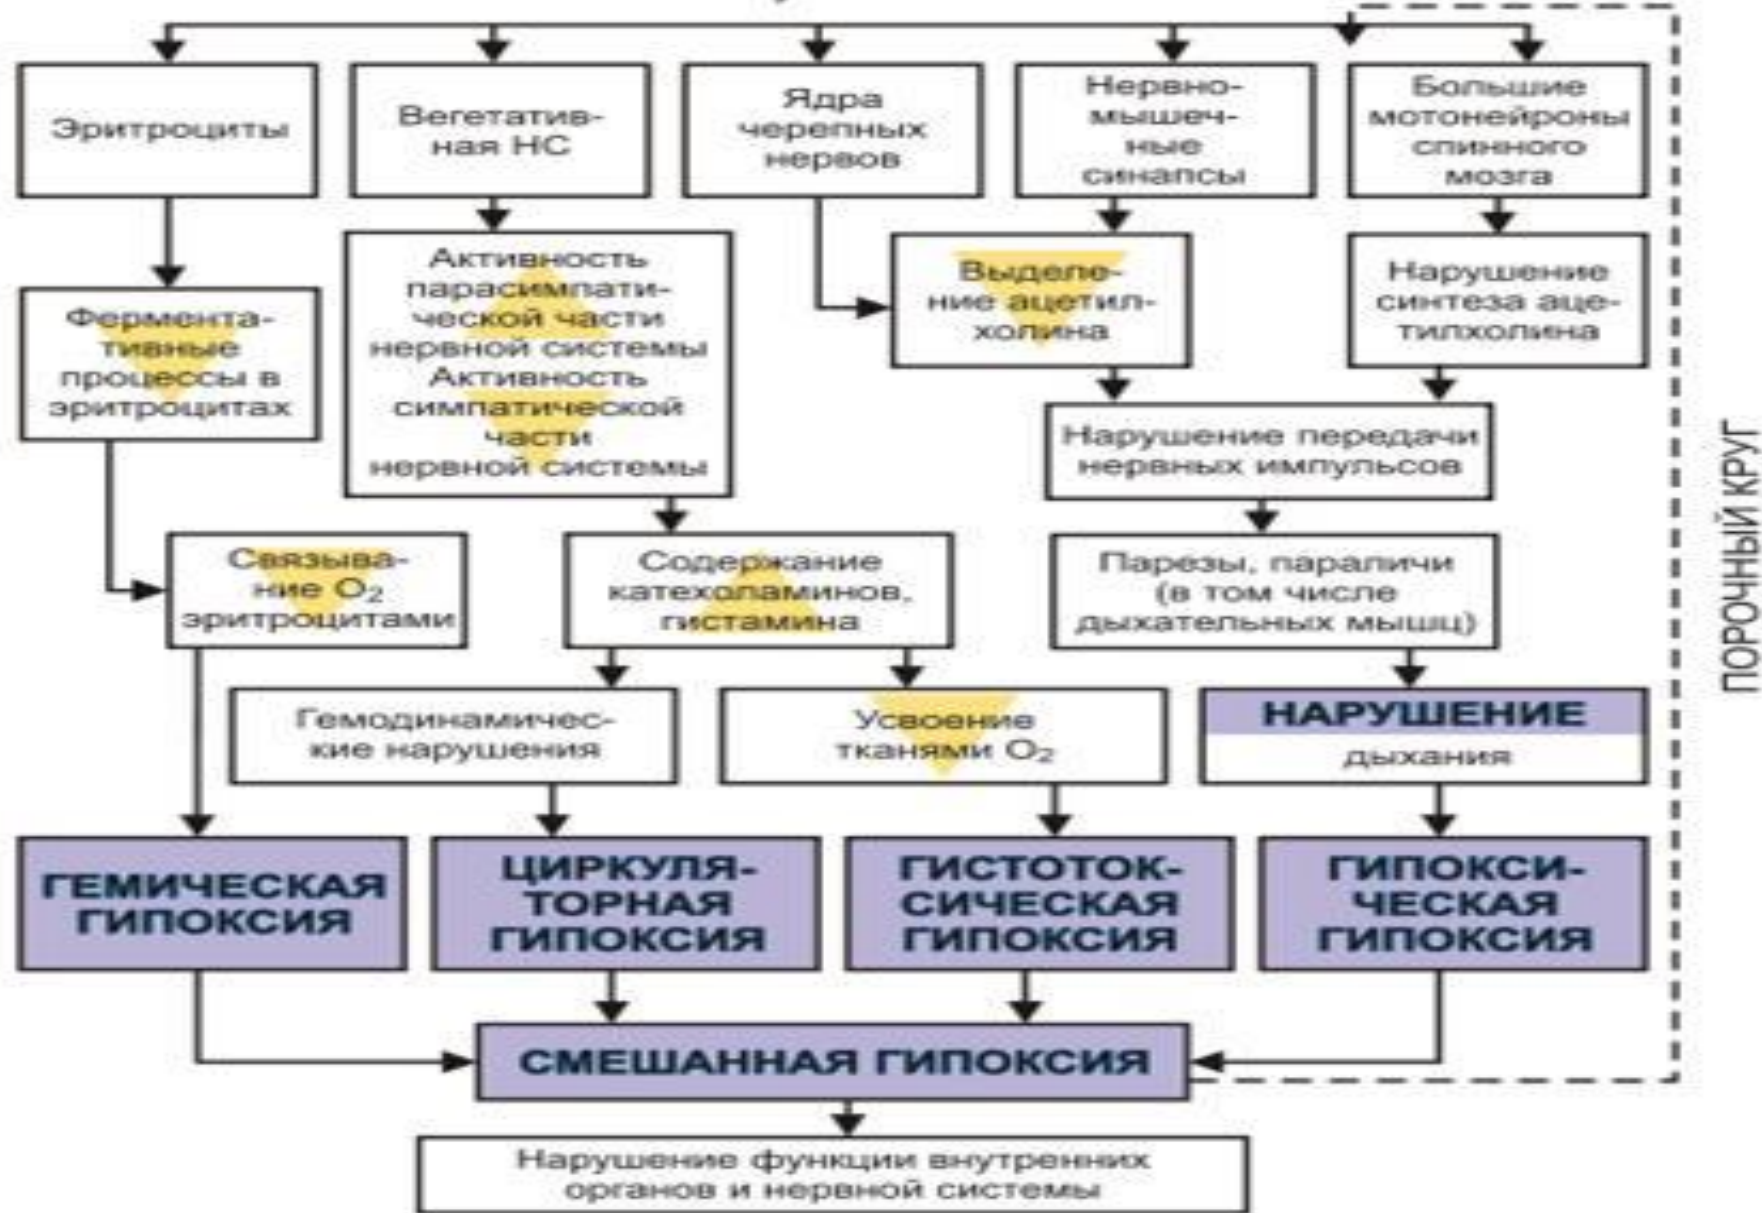 Эритроциты
Вегетатив-
ная НС
Ядра
черепных
нервов
Нервно-
мышеч-
ные
синапсы
Большие
мотонейроны
спинного
мозга
Фермента-
тивные
процессы в
эритроцитах
Активность
парасимпати-
ческой части
нервной системы
Активность
симпатической
части
нервной системы
Выделе-
ние ацетил-
холина
Нарушение
синтеза аце-
тилхолина
Нарушение передачи
нервных импульсов
Связыва-
ние O₂
эритроцитами
Содержание
катехоламинов,
гистамина
Парезы, параличи
(в том числе
дыхательных мышц)
Гемодинамичес-
кие нарушения
Усвоение
тканями O₂
НАРУШЕНИЕ
дыхания
ГЕМИЧЕСКАЯ
ГИПОКСИЯ
ЦИРКУЛЯ-
ТОРНАЯ
ГИПОКСИЯ
ГИСТОТОК-
СИЧЕСКАЯ
ГИПОКСИЯ
ГИПОКСИ-
ЧЕСКАЯ
ГИПОКСИЯ
СМЕШАННАЯ ГИПОКСИЯ
Нарушение функции внутренних
органов и нервной системы
ПОРОЧНЫЙ КРУГ